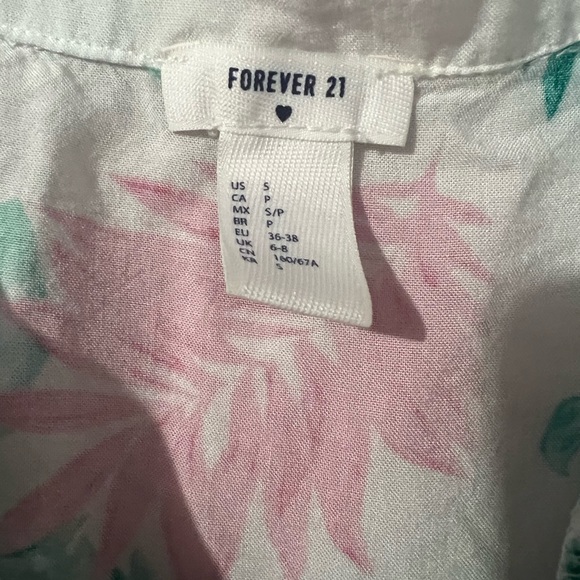 FOREVER 21
US S
CA P
MX S/P
BR P
EU 36-38
UK 6-8
CN 160/67A
KR S